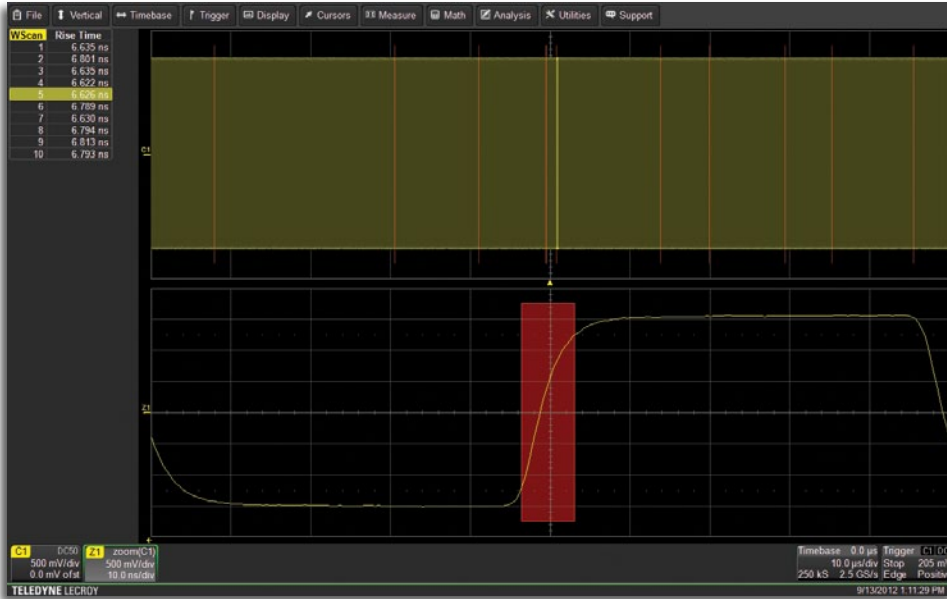 File Vertical Timebase Trigger Display Cursors Measure Math Analysis Utilities Support
WScan Rise Time
1 6.635 ns
2 6.801 ns
3 6.635 ns
4 6.622 ns
5 6.626 ns
6 6.789 ns
7 6.630 ns
8 6.794 ns
9 6.813 ns
10 6.793 ns
C1
Z1
C1 DC50 Z1 zoom(C1)
500 mV/div 500 mV/div
0.0 mV ofst 10.0 ns/div
Timebase 0.0 µs Trigger C1 DC
10.0 µs/div Stop 205 m
250 kS 2.5 GS/s Edge Positiv
TELEDYNE LECROY 9/13/2012 1:11:29 PM